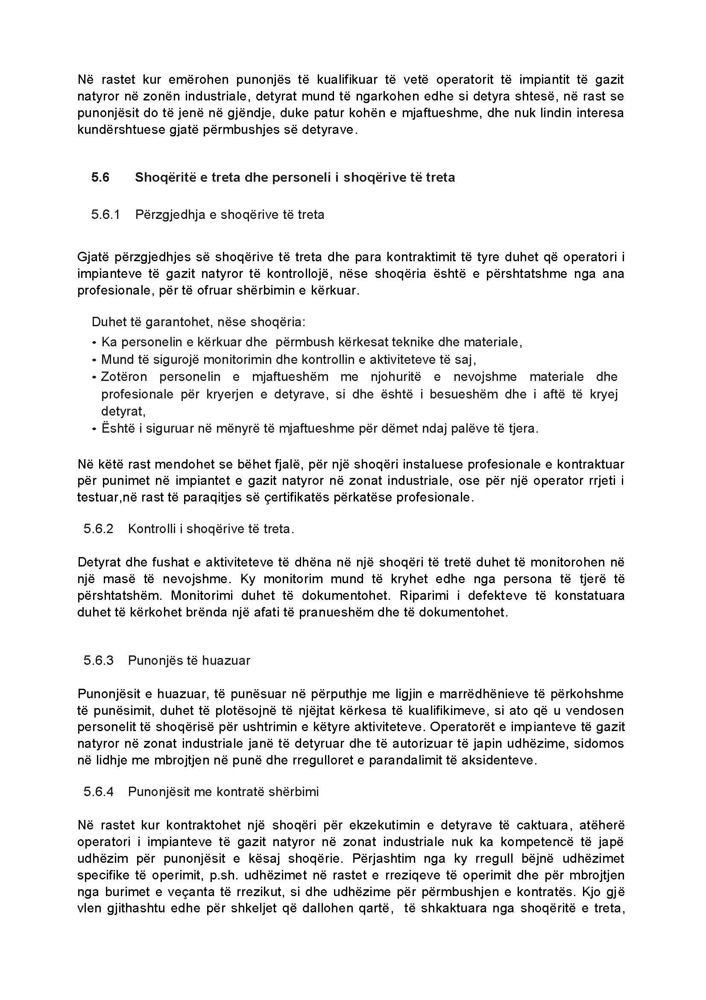 Në rastet kur emërohen punonjës të kualifikuar të vetë operatorit të impiantit të gazit
natyror në zonën industriale, detyrat mund të ngarkohen edhe si detyra shtesë, në rast se
punonjësit do të jenë në gjëndje, duke patur kohën e mjaftueshme, dhe nuk lindin interesa
kundërshtuese gjatë përmbushjes së detyrave.
5.6 Shoqëritë e treta dhe personeli i shoqërive të treta
5.6.1 Përzgjedhja e shoqërive të treta
Gjatë përzgjedhjes së shoqërive të treta dhe para kontraktimit të tyre duhet që operatori i
impianteve të gazit natyror të kontrollojë, nëse shoqëria është e përshtatshme nga ana
profesionale, për të ofruar shërbimin e kërkuar.
Duhet të garantohet, nëse shoqëria:
- Ka personelin e kërkuar dhe  përmbush kërkesat teknike dhe materiale,
- Mund të sigurojë monitorimin dhe kontrollin e aktiviteteve të saj,
- Zotëron personelin e mjaftueshëm me njohuritë e nevojshme materiale dhe
profesionale për kryerjen e detyrave, si dhe është i besueshëm dhe i aftë të kryej
detyrat,
- Është i siguruar në mënyrë të mjaftueshme për dëmet ndaj palëve të tjera.
Në këtë rast mendohet se bëhet fjalë, për një shoqëri instaluese profesionale e kontraktuar
për punimet në impiantet e gazit natyror në zonat industriale, ose për një operator rrjeti i
testuar,në rast të paraqitjes së çertifikatës përkatëse profesionale.
5.6.2 Kontrolli i shoqërive të treta.
Detyrat dhe fushat e aktiviteteve të dhëna në një shoqëri të tretë duhet të monitorohen në
një masë të nevojshme. Ky monitorim mund të kryhet edhe nga persona të tjerë të
përshtatshëm. Monitorimi duhet të dokumentohet. Riparimi i defekteve të konstatuara
duhet të kërkohet brënda një afati të pranueshëm dhe të dokumentohet.
5.6.3 Punonjës të huazuar
Punonjësit e huazuar, të punësuar në përputhje me ligjin e marrëdhënieve të përkohshme
të punësimit, duhet të plotësojnë të njëjtat kërkesa të kualifikimeve, si ato që u vendosen
personelit të shoqërisë për ushtrimin e këtyre aktiviteteve. Operatorët e impianteve të gazit
natyror në zonat industriale janë të detyruar dhe të autorizuar të japin udhëzime, sidomos
në lidhje me mbrojtjen në punë dhe rregulloret e parandalimit të aksidenteve.
5.6.4 Punonjësit me kontratë shërbimi
Në rastet kur kontraktohet një shoqëri për ekzekutimin e detyrave të caktuara, atëherë
operatori i impianteve të gazit natyror në zonat industriale nuk ka kompetencë të japë
udhëzim për punonjësit e kësaj shoqërie. Përjashtim nga ky rregull bëjnë udhëzimet
specifike të operimit, p.sh. udhëzimet në rastet e rreziqeve të operimit dhe për mbrojtjen
nga burimet e veçanta të rrezikut, si dhe udhëzime për përmbushjen e kontratës. Kjo gjë
vlen gjithashtu edhe për shkeljet që dallohen qartë,  të shkaktuara nga shoqëritë e treta,